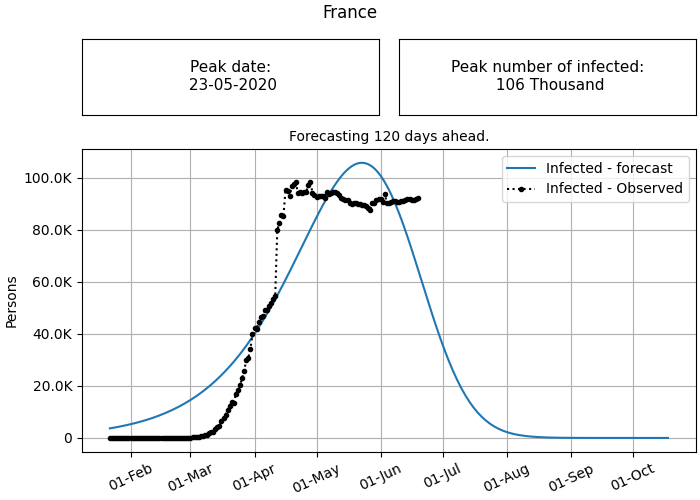 France
Peak date:
23-05-2020
Peak number of infected:
106 Thousand
Forecasting 120 days ahead.
Infected - forecast
Infected - Observed
Persons
100.0K
80.0K
60.0K
40.0K
20.0K
0
01-Feb
01-Mar
01-Apr
01-May
01-Jun
01-Jul
01-Aug
01-Sep
01-Oct